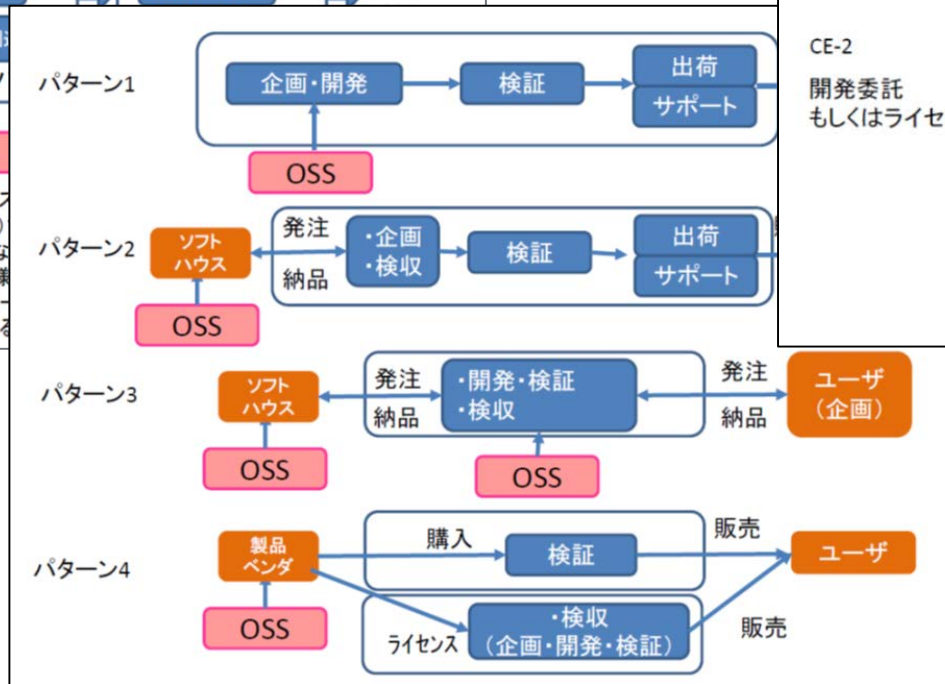 パターン1
企画・開発
検証
出荷
サポート
OSS
CE-2
開発委託
もしくはライセ
パターン2
ソフト
ハウス
発注
納品
・企画
・検収
検証
出荷
サポート
OSS
パターン3
ソフト
ハウス
発注
納品
・開発・検証
・検収
発注
納品
ユーザ
(企画)
OSS
OSS
パターン4
製品
ベンダ
購入
検証
販売
ユーザ
OSS
ライセンス
・検収
(企画・開発・検証)
販売